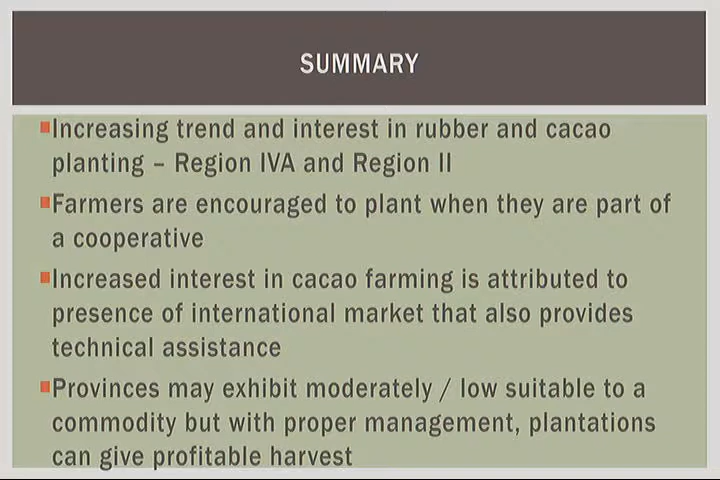 SUMMARY
Increasing trend and interest in rubber and cacao
planting – Region IVA and Region II
Farmers are encouraged to plant when they are part of
a cooperative
Increased interest in cacao farming is attributed to
presence of international market that also provides
technical assistance
Provinces may exhibit moderately / low suitable to a
commodity but with proper management, plantations
can give profitable harvest